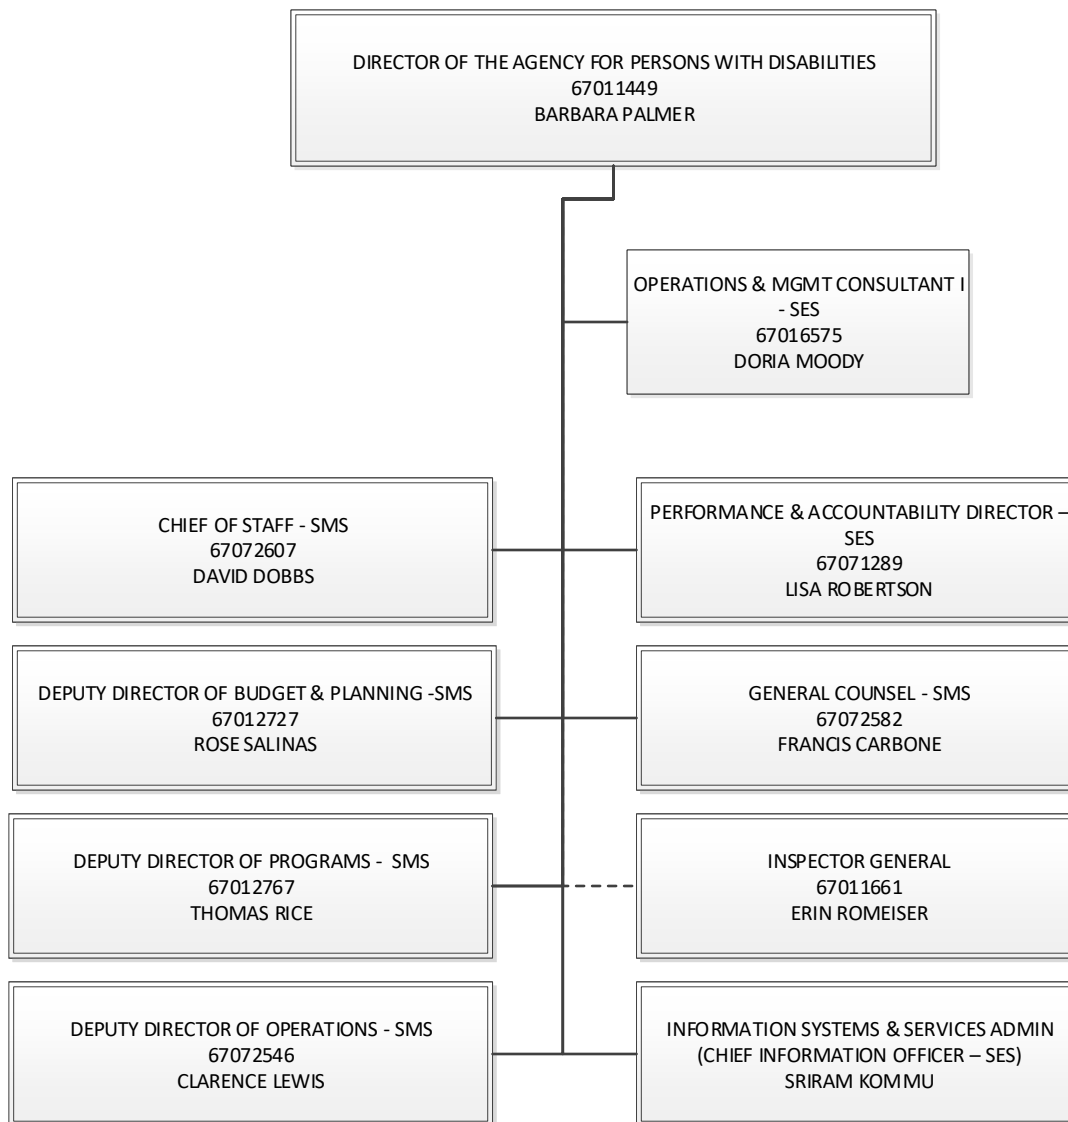 DIRECTOR OF THE AGENCY FOR PERSONS WITH DISABILITIES
67011449
BARBARA PALMER
OPERATIONS & MGMT CONSULTANT I
- SES
67016575
DORIA MOODY
CHIEF OF STAFF - SMS
67072607
DAVID DOBBS
PERFORMANCE & ACCOUNTABILITY DIRECTOR –
SES
67071289
LISA ROBERTSON
DEPUTY DIRECTOR OF BUDGET & PLANNING -SMS
67012727
ROSE SALINAS
GENERAL COUNSEL - SMS
67072582
FRANCIS CARBONE
DEPUTY DIRECTOR OF PROGRAMS - SMS
67012767
THOMAS RICE
INSPECTOR GENERAL
67011661
ERIN ROMEISER
DEPUTY DIRECTOR OF OPERATIONS - SMS
67072546
CLARENCE LEWIS
INFORMATION SYSTEMS & SERVICES ADMIN
(CHIEF INFORMATION OFFICER – SES)
SRIRAM KOMMU